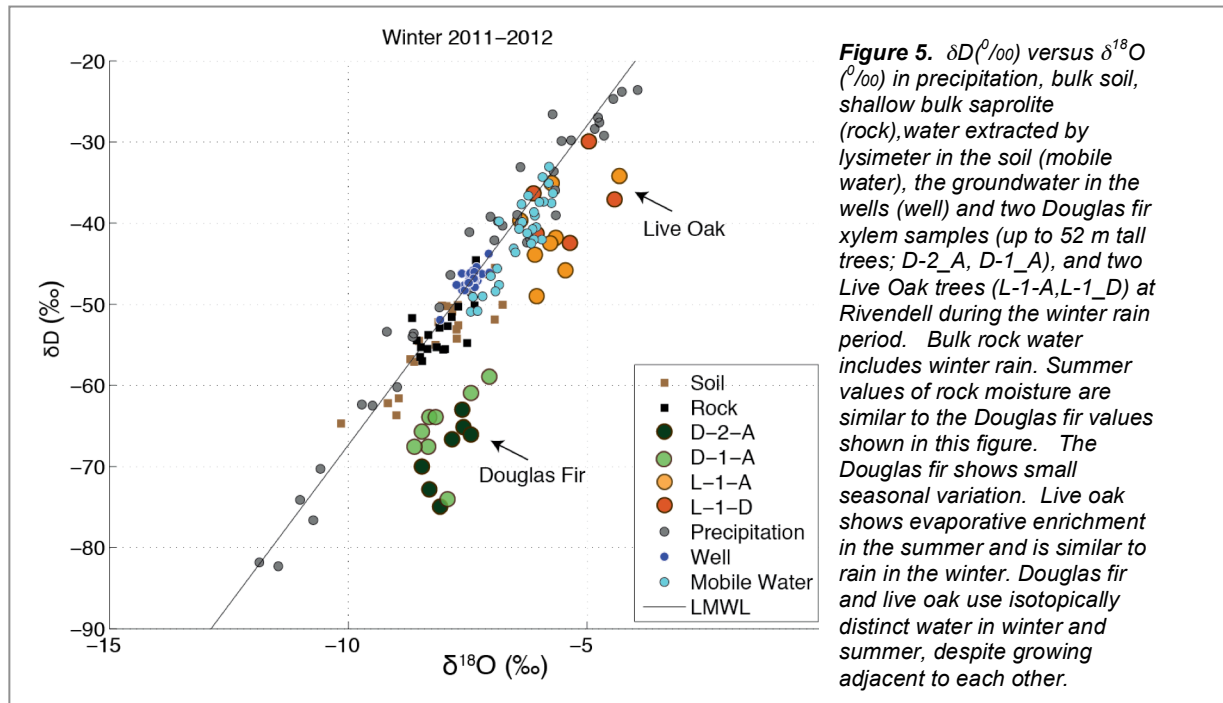 Winter 2011–2012
−20
−30
−40
−50
−60
−70
−80
−90
δD (‰)
−15
−10
−5
δ¹⁸O (‰)
Live Oak
Douglas Fir
Soil
Rock
D−2−A
D−1−A
L−1−A
L−1−D
Precipitation
Well
Mobile Water
LMWL
Figure 5. δD(⁰/₀₀) versus δ¹⁸O
(⁰/₀₀) in precipitation, bulk soil,
shallow bulk saprolite
(rock),water extracted by
lysimeter in the soil (mobile
water), the groundwater in the
wells (well) and two Douglas fir
xylem samples (up to 52 m tall
trees; D-2_A, D-1_A), and two
Live Oak trees (L-1-A,L-1_D) at
Rivendell during the winter rain
period. Bulk rock water
includes winter rain. Summer
values of rock moisture are
similar to the Douglas fir values
shown in this figure. The
Douglas fir shows small
seasonal variation. Live oak
shows evaporative enrichment
in the summer and is similar to
rain in the winter. Douglas fir
and live oak use isotopically
distinct water in winter and
summer, despite growing
adjacent to each other.